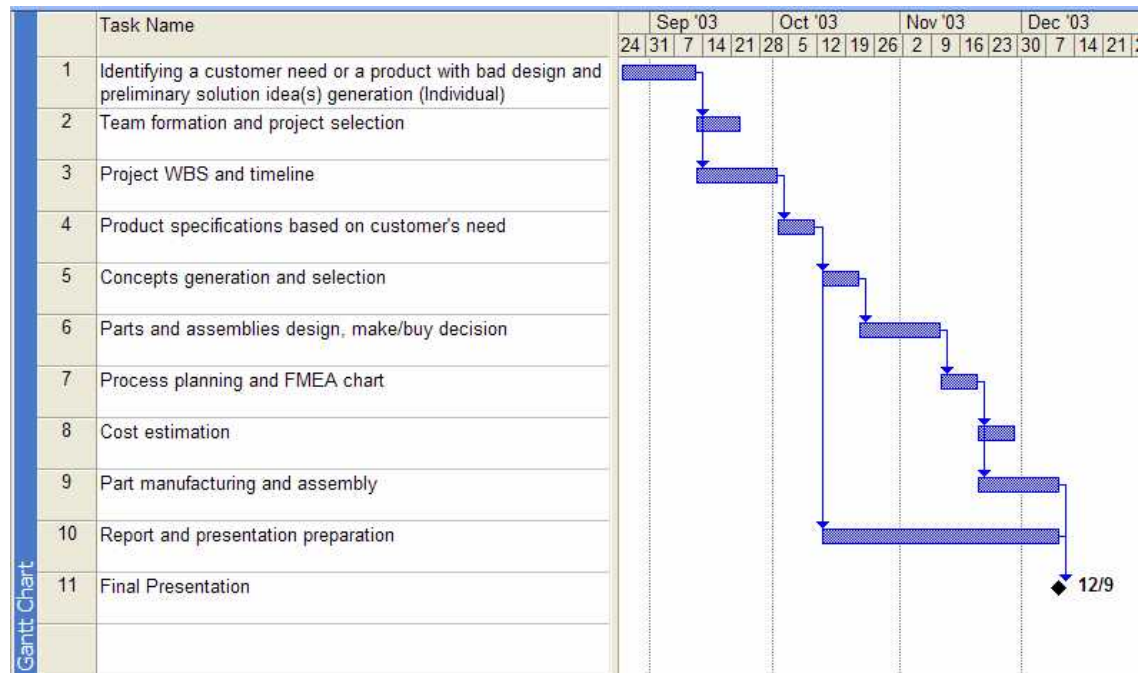 Task Name
Sep '03 Oct '03 Nov '03 Dec '03
24 31 7 14 21 28 5 12 19 26 2 9 16 23 30 7 14 21
1 Identifying a customer need or a product with bad design and
preliminary solution idea(s) generation (Individual)
2 Team formation and project selection
3 Project WBS and timeline
4 Product specifications based on customer's need
5 Concepts generation and selection
6 Parts and assemblies design, make/buy decision
7 Process planning and FMEA chart
8 Cost estimation
9 Part manufacturing and assembly
10 Report and presentation preparation
11 Final Presentation
12/9
Gantt Chart